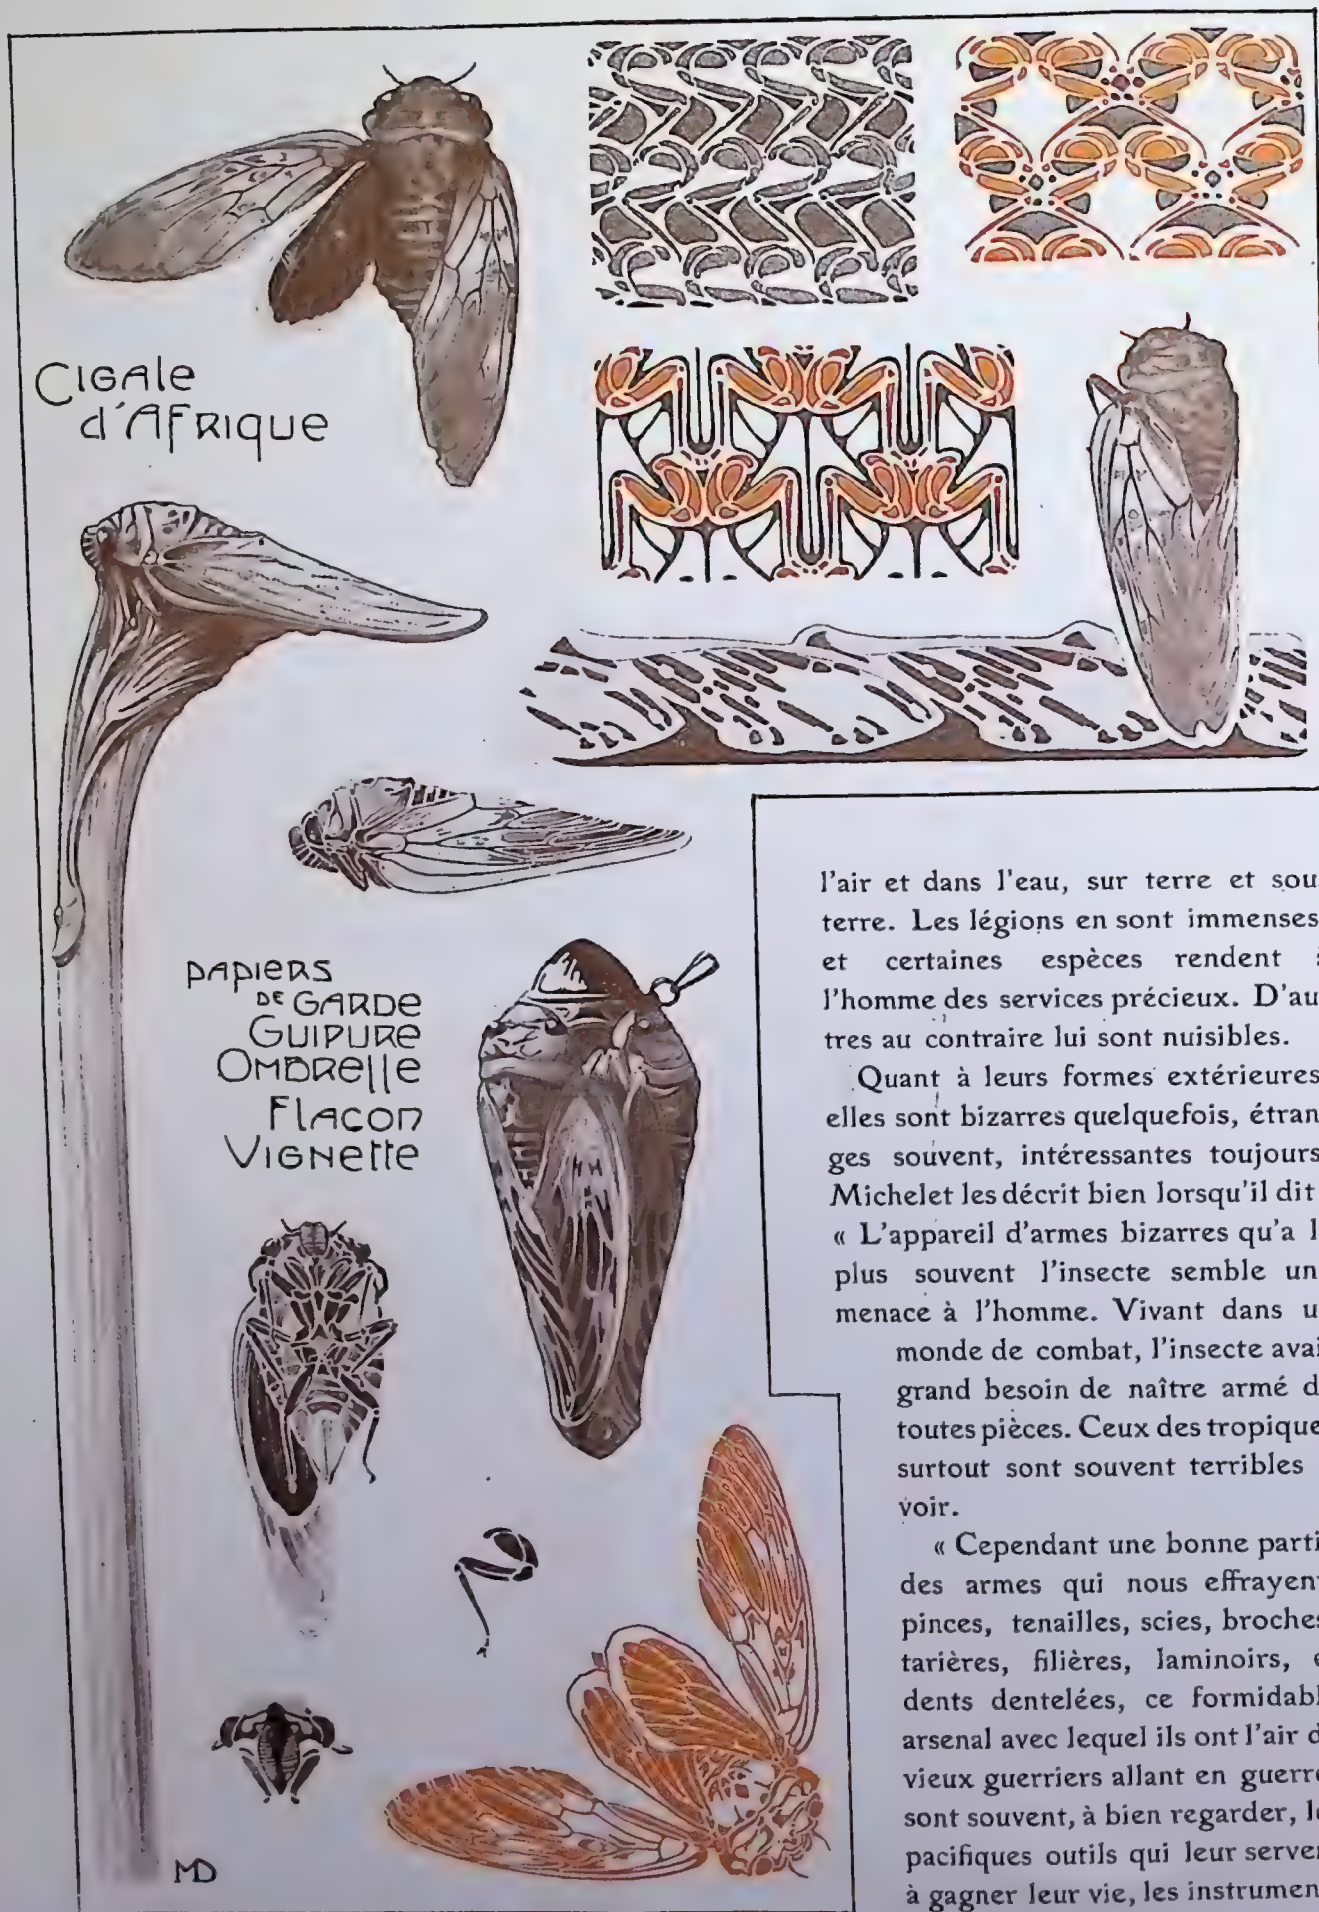 CIGALE
d'AFRIQUE
PAPIERS
DE GARDE
GUIPURE
OMBRELLE
FLACON
VIGNETTE
MD
l'air et dans l'eau, sur terre et sou
terre. Les légions en sont immenses
et certaines espèces rendent
l'homme des services précieux. D'au
tres au contraire lui sont nuisibles.
Quant à leurs formes extérieures
elles sont bizarres quelquefois, étran
ges souvent, intéressantes toujours
Michelet les décrit bien lorsqu'il dit
« L'appareil d'armes bizarres qu'a l
plus souvent l'insecte semble un
menace à l'homme. Vivant dans u
monde de combat, l'insecte avai
grand besoin de naître armé d
toutes pièces. Ceux des tropique
surtout sont souvent terribles
voir.
« Cependant une bonne parti
des armes qui nous effrayent
pinces, tenailles, scies, broches
tarières, filières, laminoirs, e
dents dentelées, ce formidabl
arsenal avec lequel ils ont l'air d
vieux guerriers allant en guerre
sont souvent, à bien regarder, le
pacifiques outils qui leur serven
à gagner leur vie, les instrumen